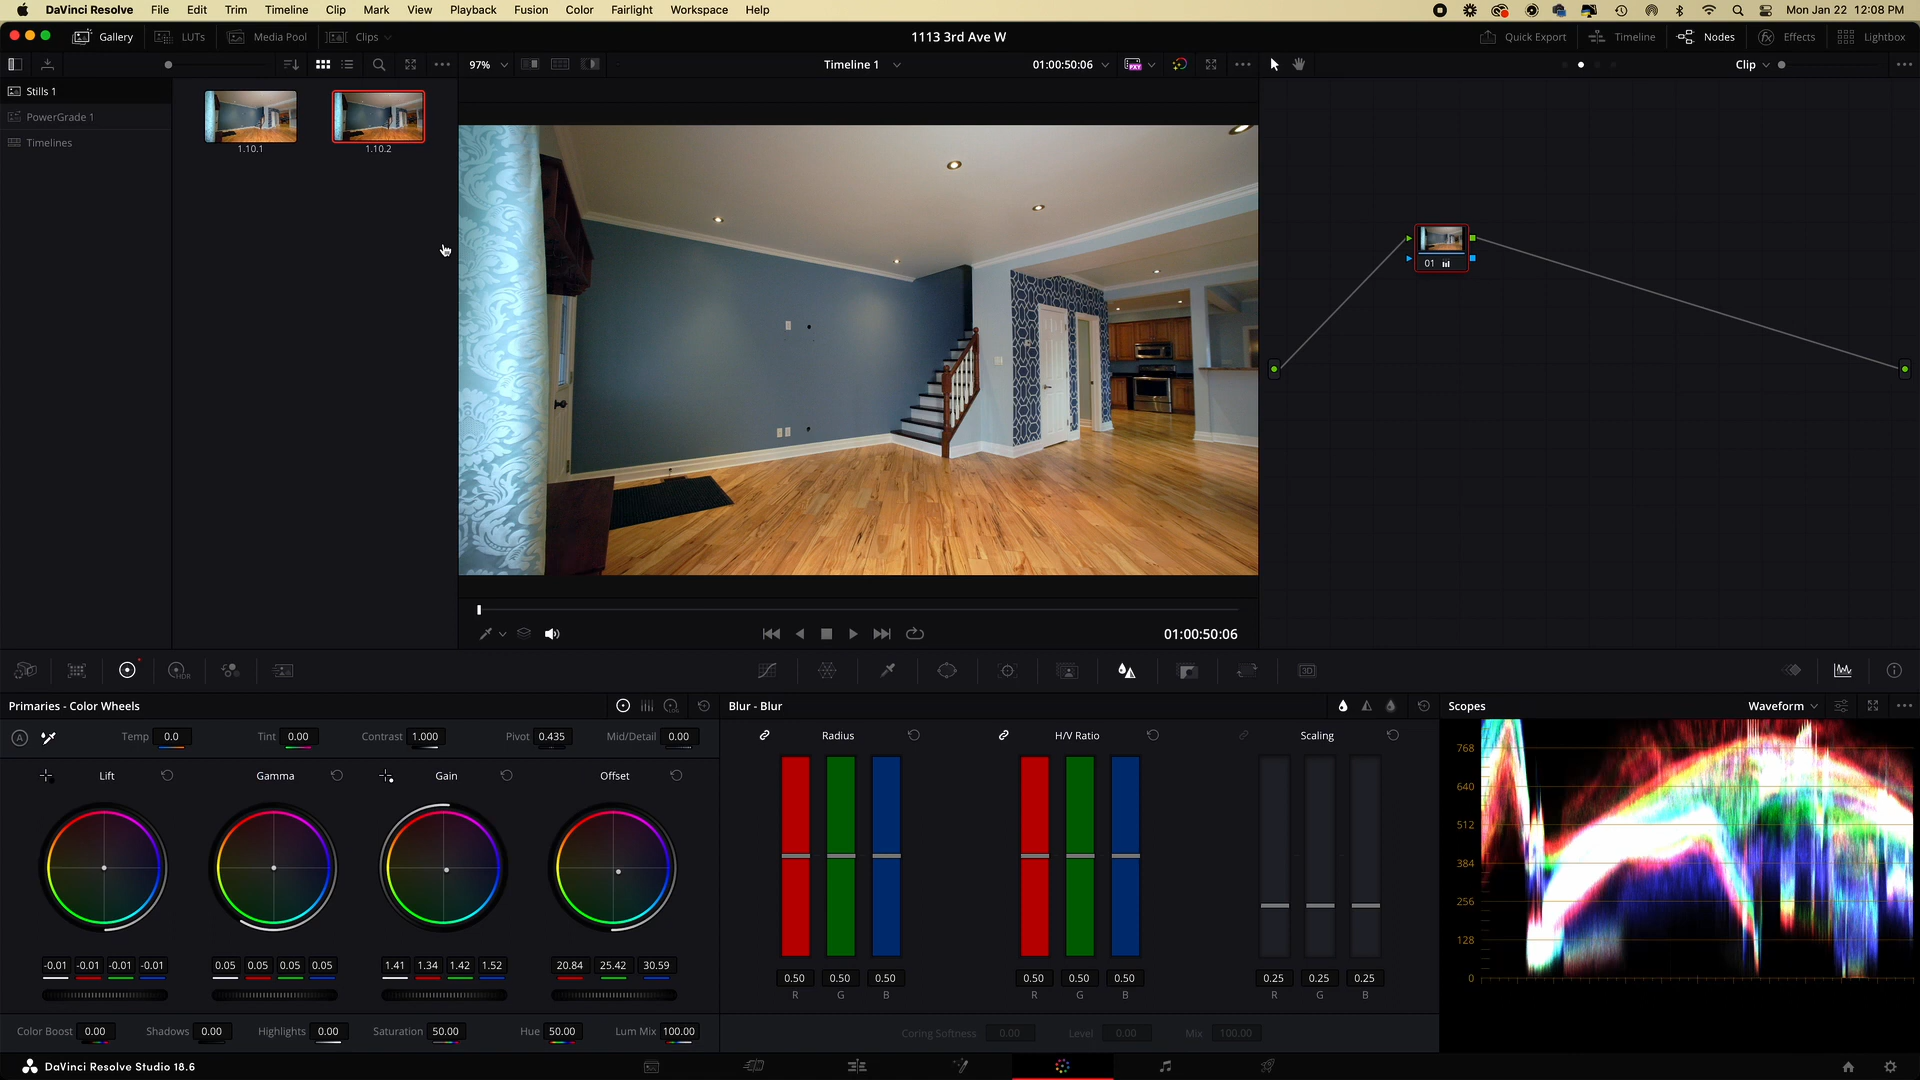 DaVinci Resolve File Edit Trim Timeline Clip Mark View Playback Fusion Color Fairlight Workspace Help Mon Jan 22 12:08 PM
Gallery LUTs Media Pool Clips 1113 3rd Ave W Quick Export Timeline Nodes Effects Lightbox
97% Timeline 1 01:00:50:06 PXY Clip
Stills 1
PowerGrade 1
Timelines
1.10.1 1.10.2
01
01:00:50:06
HDR 3D
Primaries - Color Wheels LOG Blur - Blur Scopes Waveform
A Temp 0.0 Tint 0.00 Contrast 1.000 Pivot 0.435 Mid/Detail 0.00 Radius H/V Ratio Scaling
Lift Gamma Gain Offset
768
640
512
384
256
128
0
-0.01 -0.01 -0.01 -0.01 0.05 0.05 0.05 0.05 1.41 1.34 1.42 1.52 20.84 25.42 30.59
0.50 0.50 0.50 0.50 0.50 0.50 0.25 0.25 0.25
R G B R G B R G B
Color Boost 0.00 Shadows 0.00 Highlights 0.00 Saturation 50.00 Hue 50.00 Lum Mix 100.00 Coring Softness 0.00 Level 0.00 Mix 100.00
DaVinci Resolve Studio 18.6